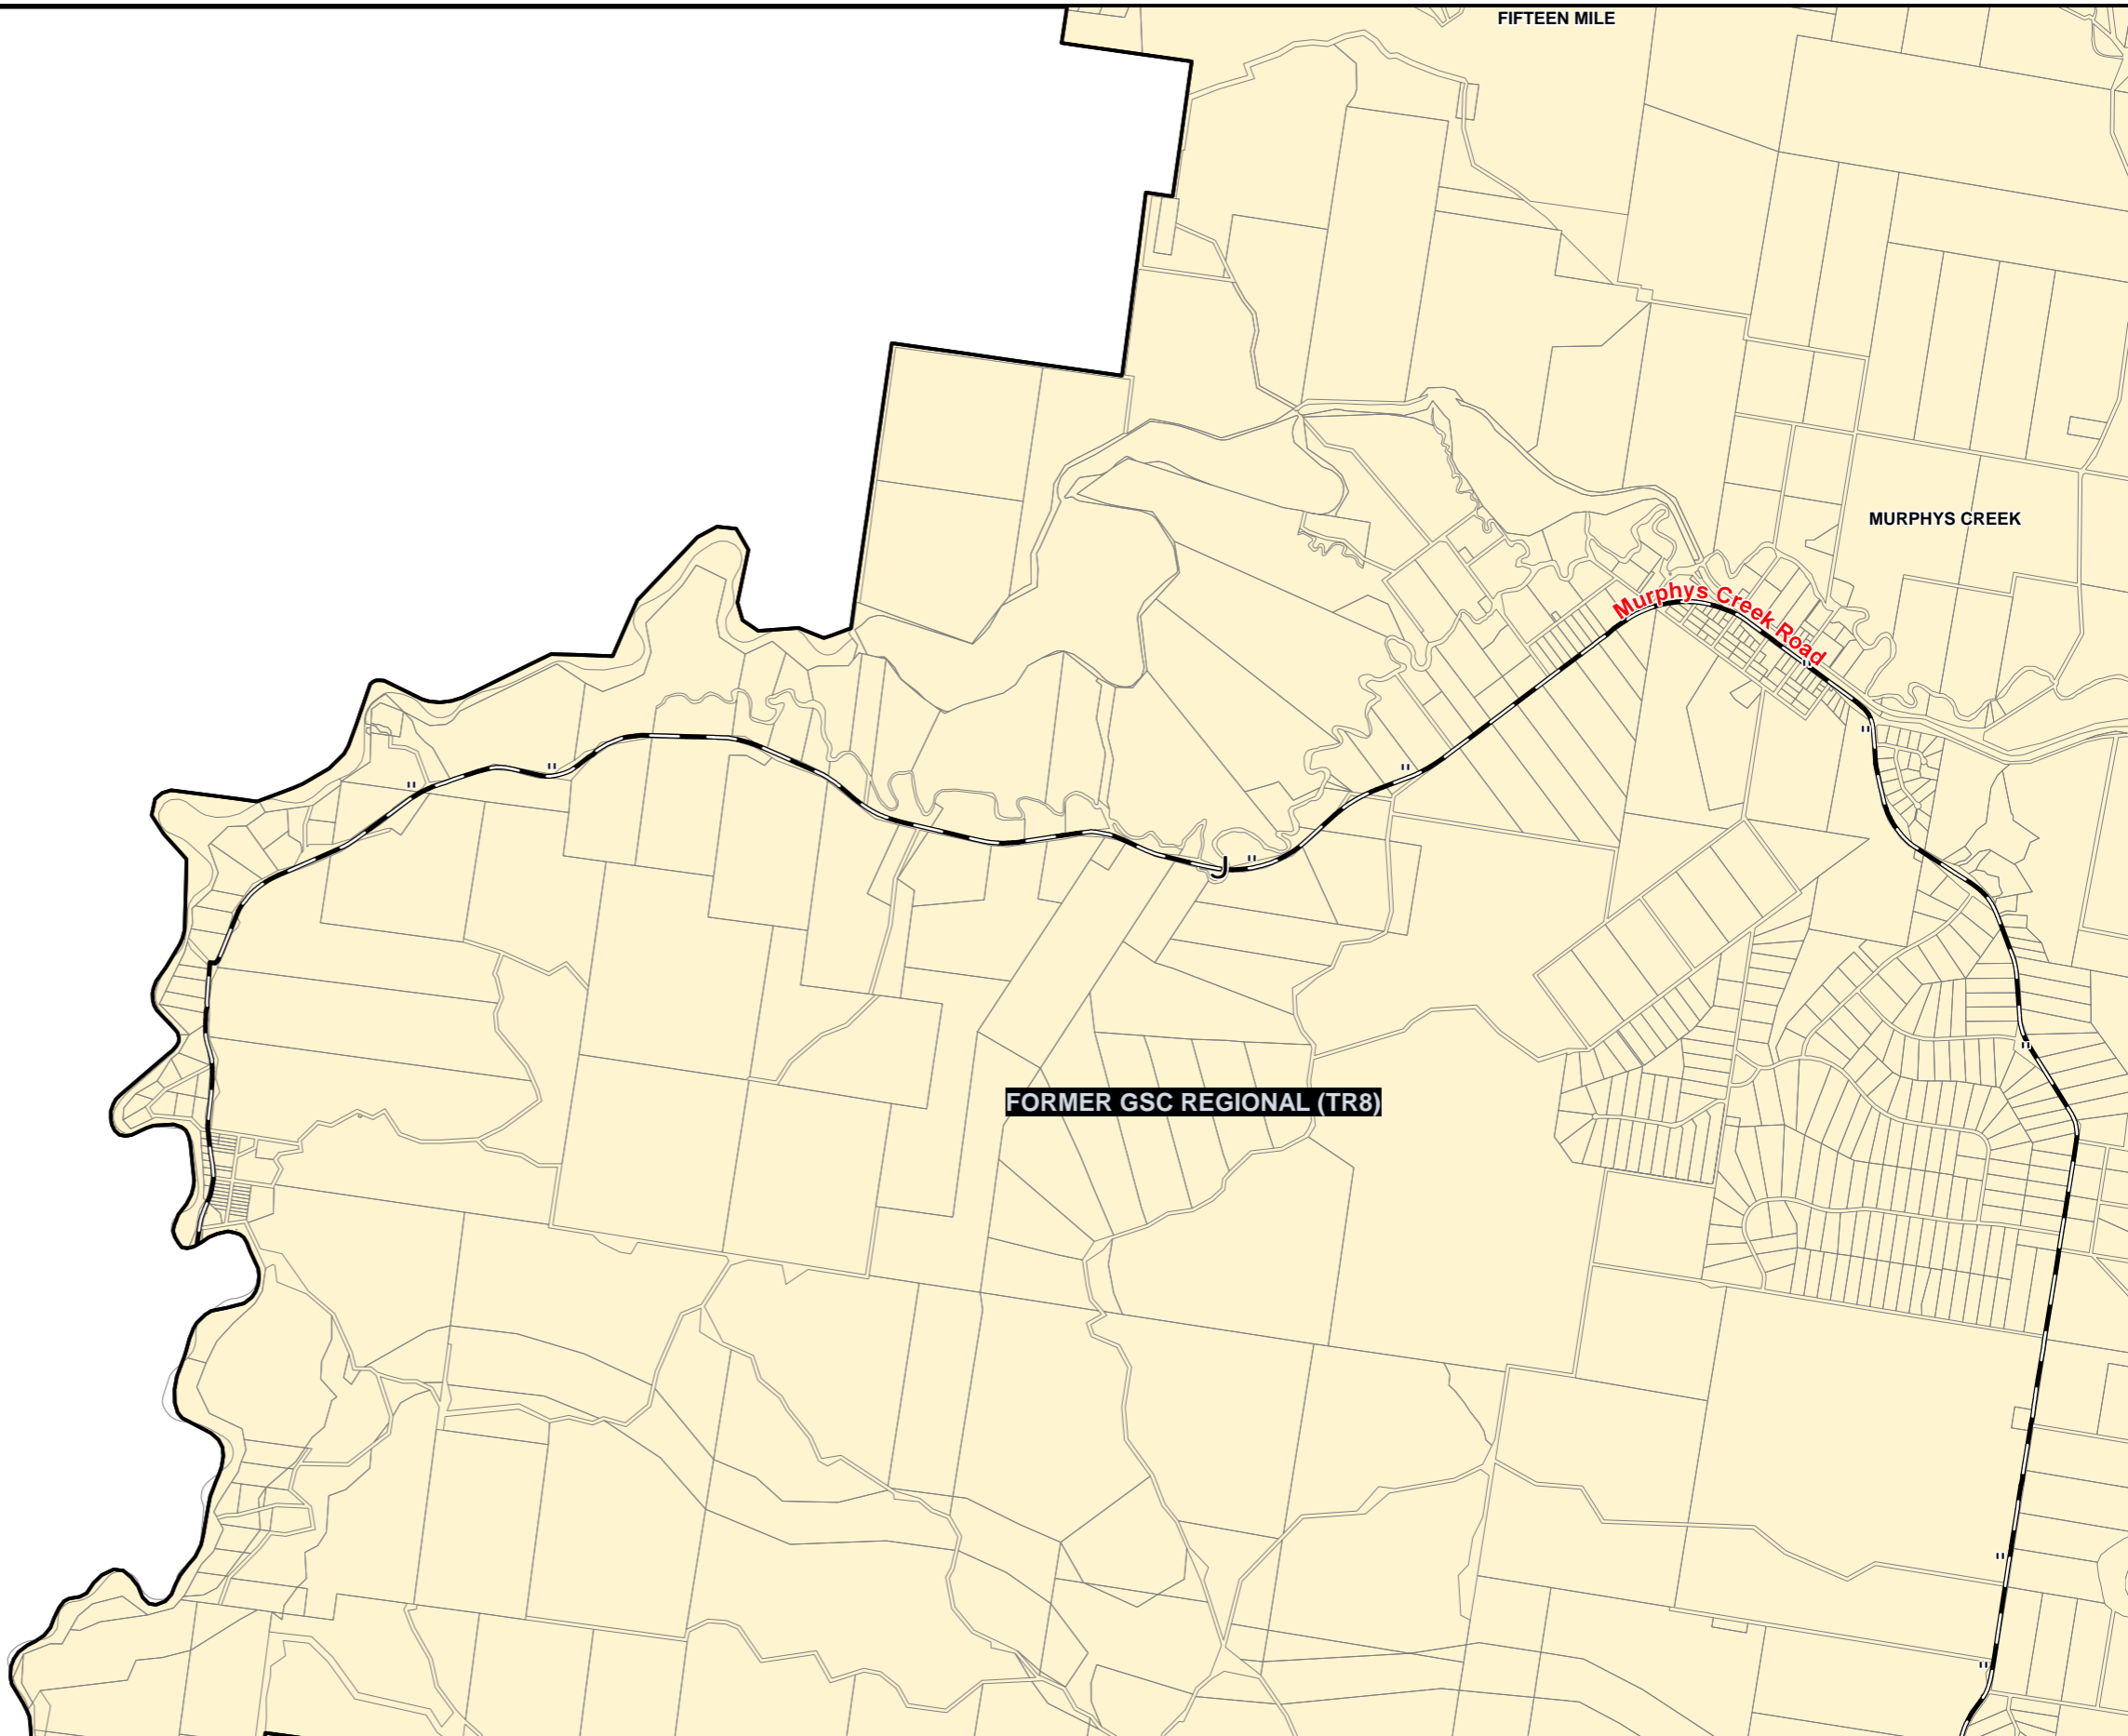 FIFTEEN MILE
MURPHYS CREEK
Murphys Creek Road
"
"
"
"
"
"
J
FORMER GSC REGIONAL (TR8)
"
"
"